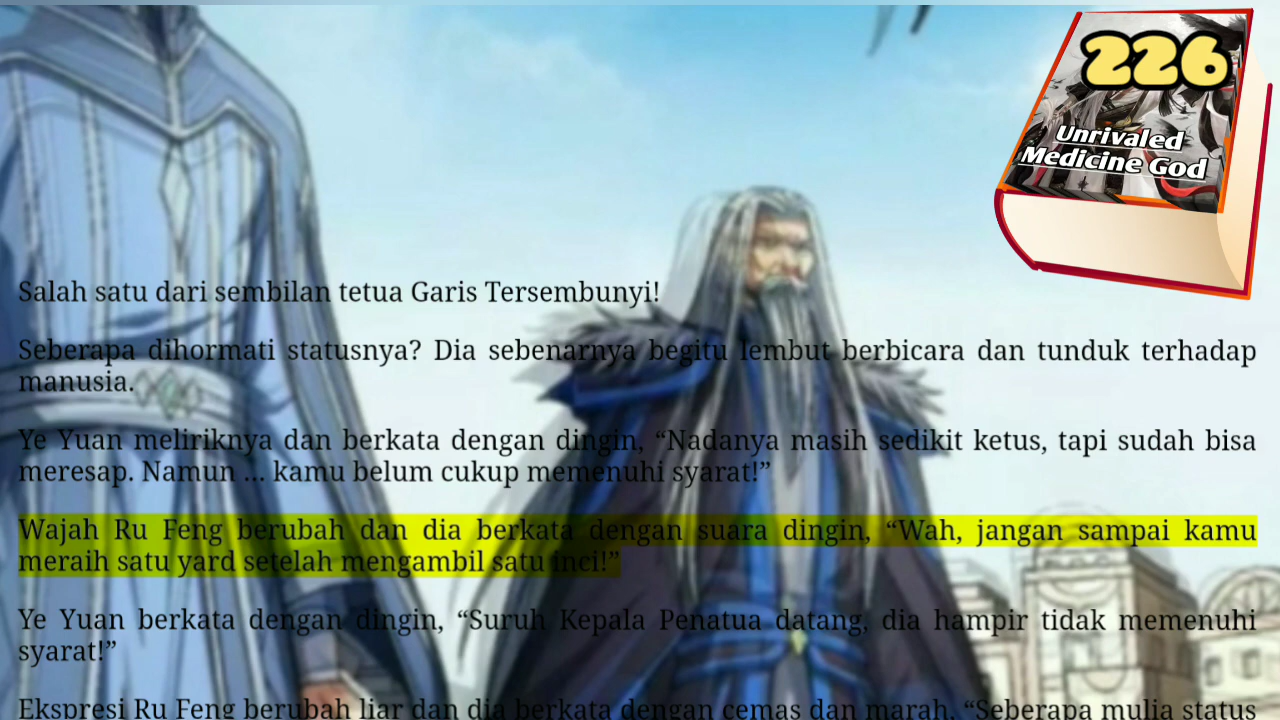 226
Unrivaled
Medicine God
Salah satu dari sembilan tetua Garis Tersembunyi!
Seberapa dihormati statusnya? Dia sebenarnya begitu lembut berbicara dan tunduk terhadap
manusia.
Ye Yuan meliriknya dan berkata dengan dingin, “Nadanya masih sedikit ketus, tapi sudah bisa
meresap. Namun ... kamu belum cukup memenuhi syarat!”
Wajah Ru Feng berubah dan dia berkata dengan suara dingin, “Wah, jangan sampai kamu
meraih satu yard setelah mengambil satu inci!”
Ye Yuan berkata dengan dingin, “Suruh Kepala Penatua datang, dia hampir tidak memenuhi
syarat!”
Ekspresi Ru Feng berubah liar dan dia berkata dengan cemas dan marah, “Seberapa mulia status